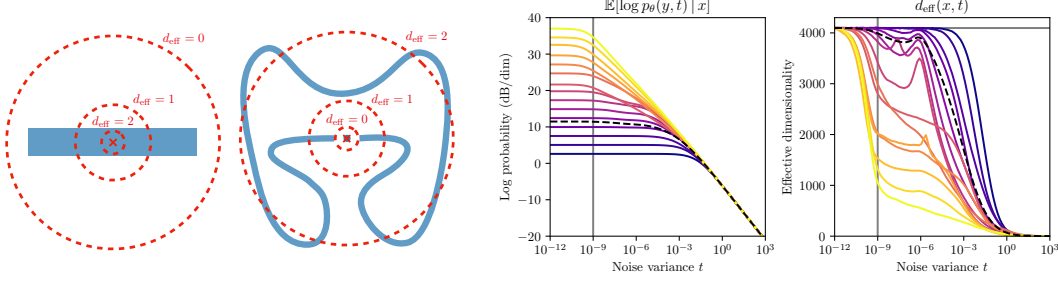 d_eff = 0
d_eff = 1
d_eff = 2
d_eff = 2
d_eff = 1
d_eff = 0
𝔼[log p_θ(y, t) | x]
Log probability (dB/dim)
40
30
20
10
0
−10
−20
10^−12
10^−9
10^−6
10^−3
10^0
10^3
Noise variance t
d_eff(x, t)
Effective dimensionality
4000
3000
2000
1000
0
10^−12
10^−9
10^−6
10^−3
10^0
10^3
Noise variance t